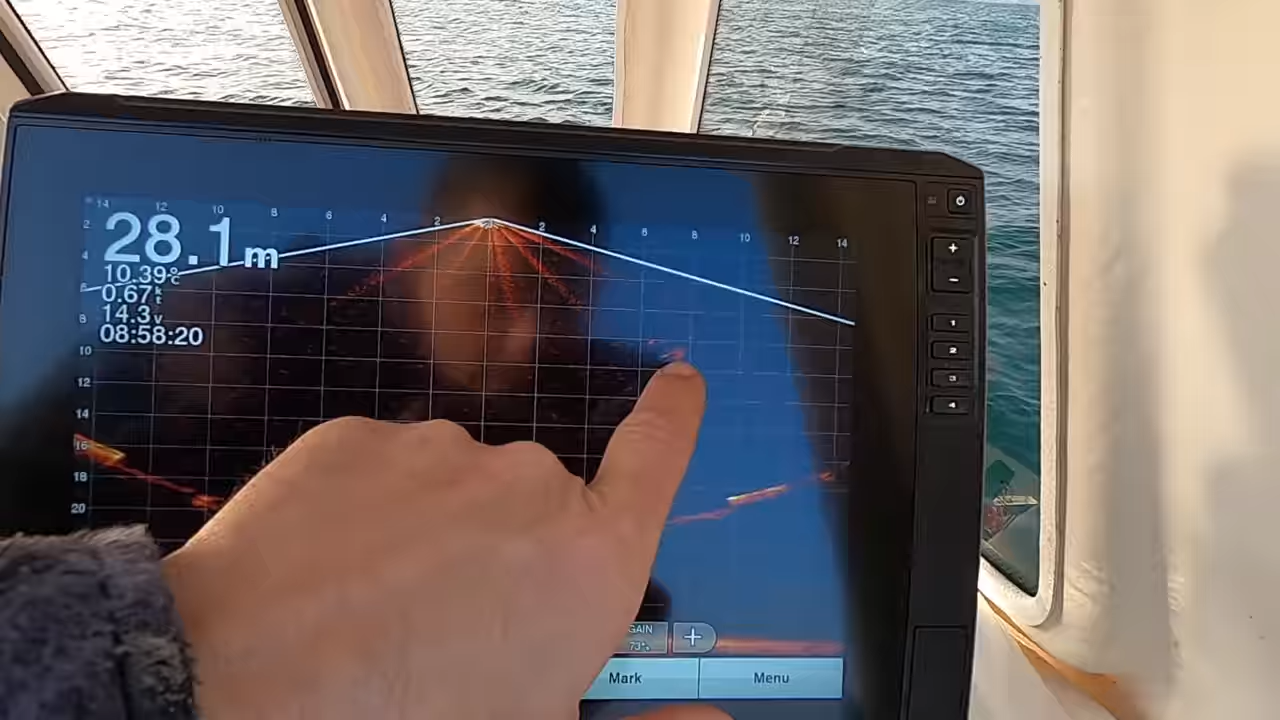 14 12 10 8 6 4 2 2 4 6 8 10 12 14
2
28.1m
4
10.39°C
6
0.67kt
8
14.3v
08:58:20
10
12
14
16
18
20
GAIN
73%
+
Mark Menu
+
−
1
2
3
4